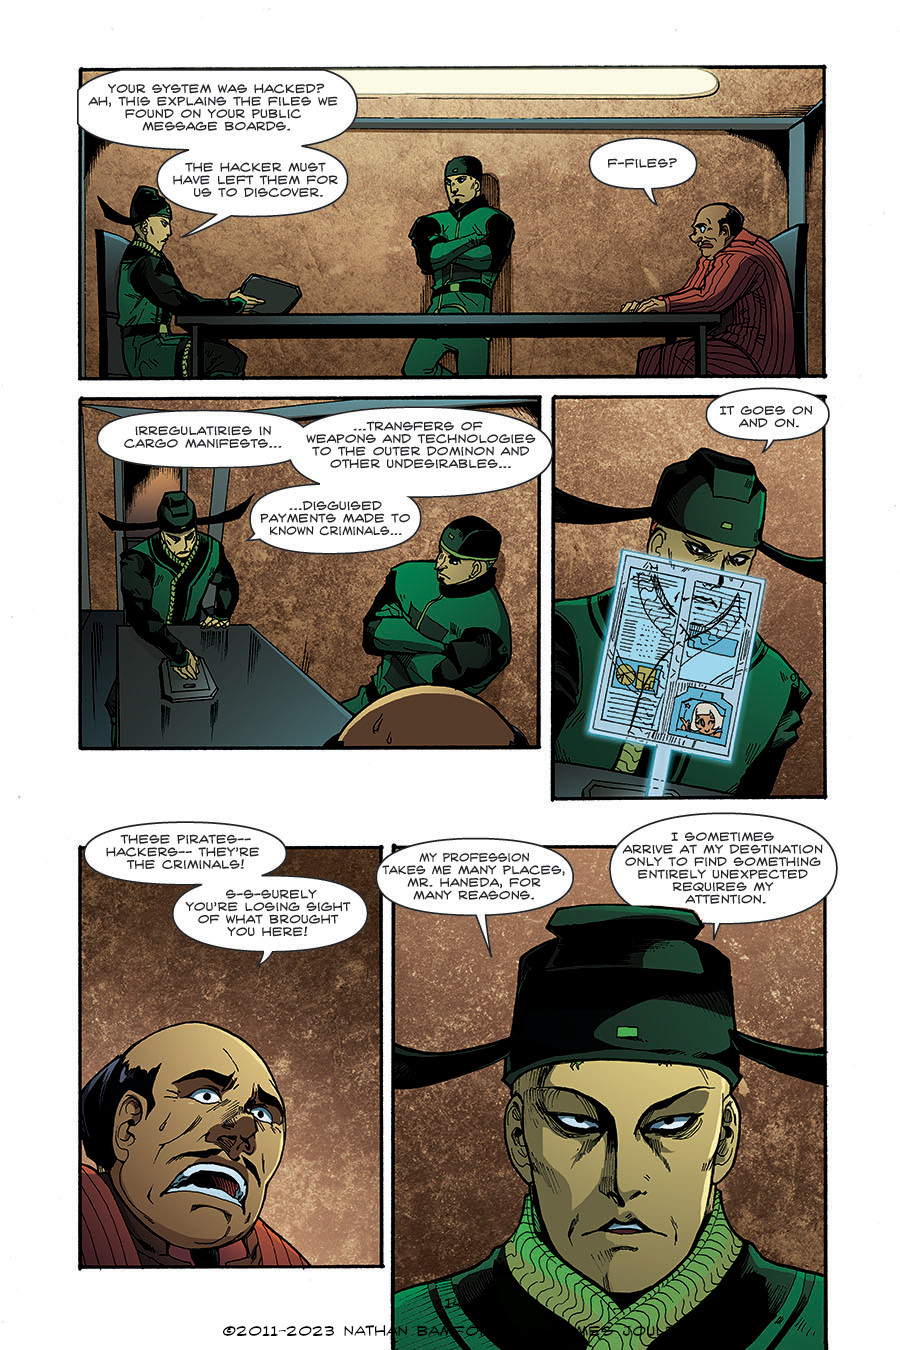 YOUR SYSTEM WAS HACKED?
AH, THIS EXPLAINS THE FILES WE
FOUND ON YOUR PUBLIC
MESSAGE BOARDS.
THE HACKER MUST
HAVE LEFT THEM FOR
US TO DISCOVER.
F-FILES?
IRREGULATIRIES IN
CARGO MANIFESTS...
...TRANSFERS OF
WEAPONS AND TECHNOLOGIES
TO THE OUTER DOMINON AND
OTHER UNDESIRABLES...
...DISGUISED
PAYMENTS MADE TO
KNOWN CRIMINALS...
IT GOES ON
AND ON.
THESE PIRATES--
HACKERS-- THEY'RE
THE CRIMINALS!
S-S-SURELY
YOU'RE LOSING SIGHT
OF WHAT BROUGHT
YOU HERE!
MY PROFESSION
TAKES ME MANY PLACES,
MR. HANEDA, FOR
MANY REASONS.
I SOMETIMES
ARRIVE AT MY DESTINATION
ONLY TO FIND SOMETHING
ENTIRELY UNEXPECTED
REQUIRES MY
ATTENTION.
©2011-2023 NATHAN